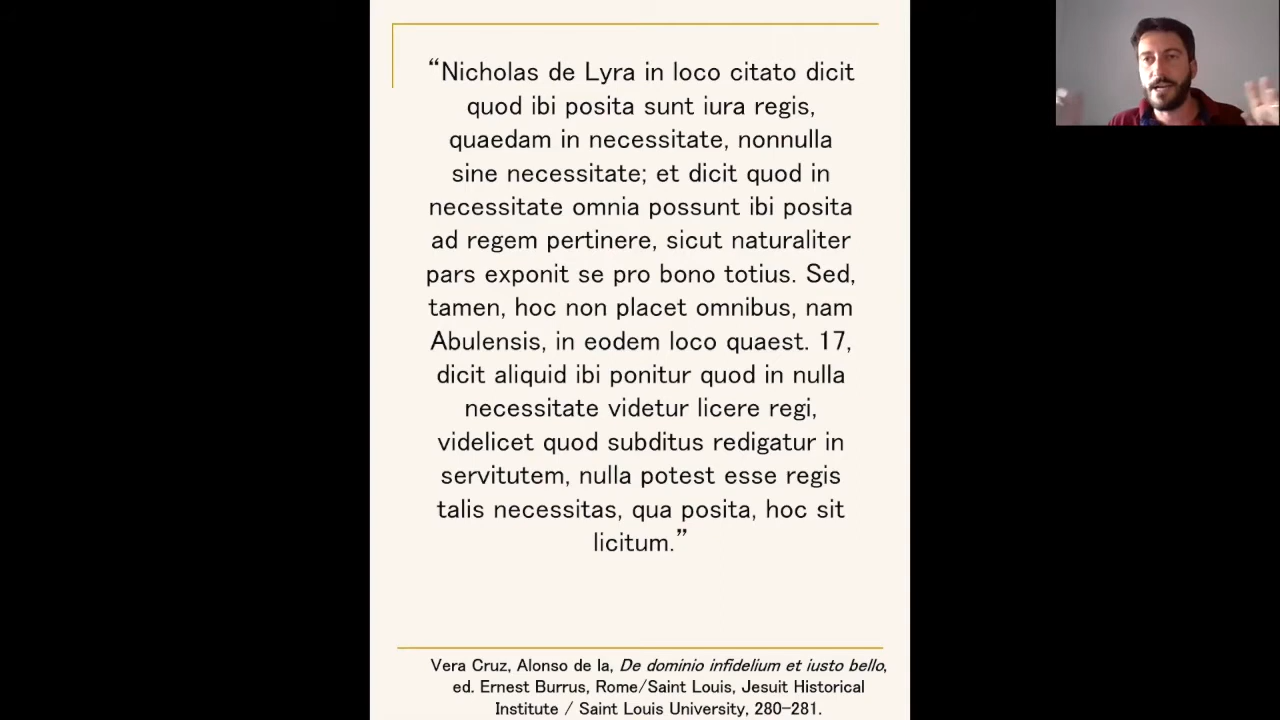 “Nicholas de Lyra in loco citato dicit
quod ibi posita sunt iura regis,
quaedam in necessitate, nonnulla
sine necessitate; et dicit quod in
necessitate omnia possunt ibi posita
ad regem pertinere, sicut naturaliter
pars exponit se pro bono totius. Sed,
tamen, hoc non placet omnibus, nam
Abulensis, in eodem loco quaest. 17,
dicit aliquid ibi ponitur quod in nulla
necessitate videtur licere regi,
videlicet quod subditus redigatur in
servitutem, nulla potest esse regis
talis necessitas, qua posita, hoc sit
licitum.”
Vera Cruz, Alonso de la, De dominio infidelium et iusto bello,
ed. Ernest Burrus, Rome/Saint Louis, Jesuit Historical
Institute / Saint Louis University, 280-281.